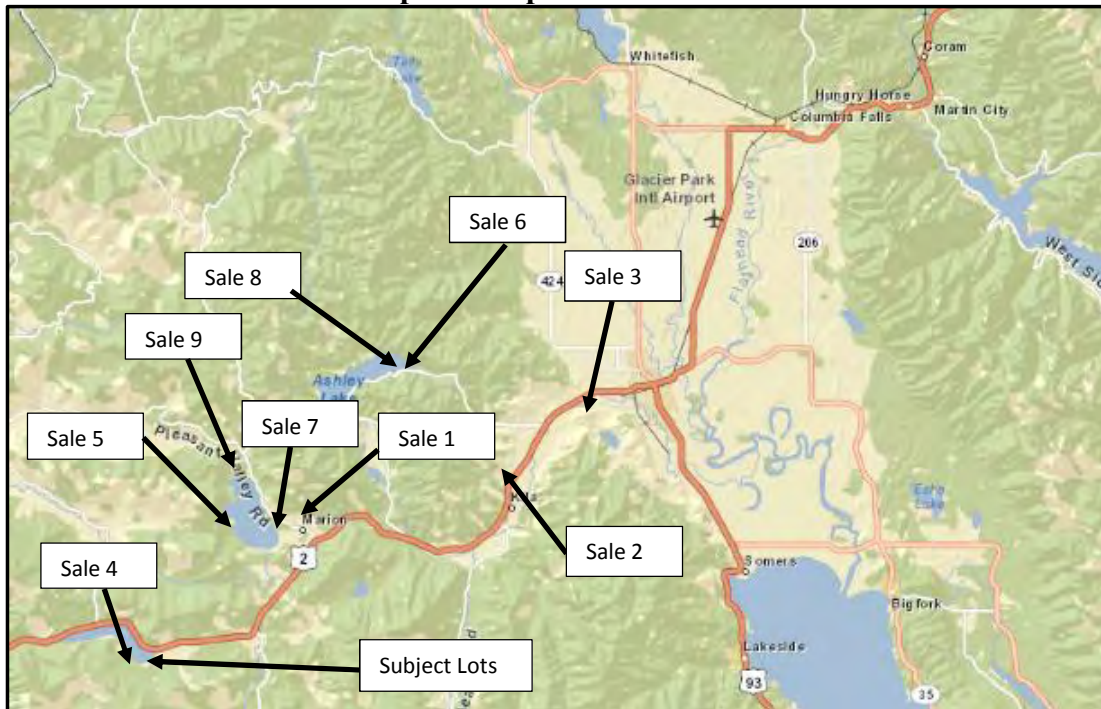 Whitefish
Coram
Hungry Horse
Martin City
Columbia Falls
Glacier Park
Intl Airport
Flathead River
206
424
West Sid
Sale 6
Sale 3
Sale 8
Sale 9
Ashley
Lake
Sale 5
Sale 7
Sale 1
Pleasant Valley Rd
Marion
Kila
2
Sale 2
Sale 4
Somers
Bigfork
Subject Lots
Lakeside
93
35